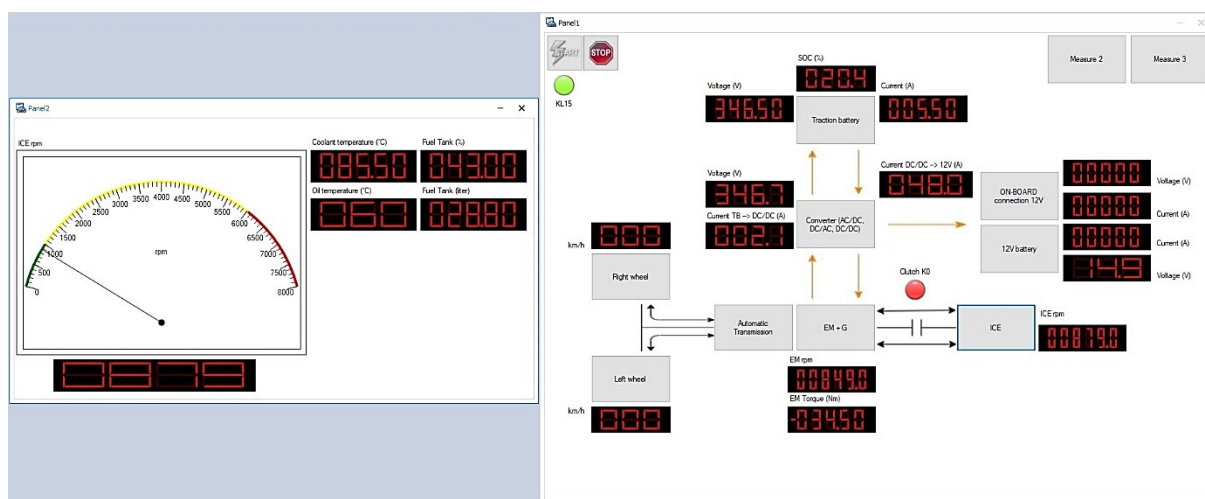 Panel2
ICE rpm
0
500
1000
1500
2000
2500
3000
3500
4000
4500
5000
5500
6000
6500
7000
7500
8000
rpm
0879
Coolant temperature (°C)
085.50
Fuel Tank (%)
043.00
Oil temperature (°C)
060
Fuel Tank (liter)
028.80
Panel1
START
STOP
KL15
Measure 2
Measure 3
SOC (%)
020.4
Voltage (V)
346.50
Current (A)
005.50
Traction battery
Voltage (V)
346.7
Current DC/DC -> 12V (A)
048.0
Current TB -> DC/DC (A)
002.1
Converter (AC/DC,
DC/AC, DC/DC)
ON-BOARD
connection 12V
00000
Voltage (V)
00000
Current (A)
12V battery
00000
Current (A)
14.9
Voltage (V)
km/h
000
Right wheel
Clutch K0
Automatic
Transmission
EM + G
ICE
ICE rpm
00879.0
Left wheel
km/h
000
EM rpm
00849.0
EM Torque (Nm)
-034.50